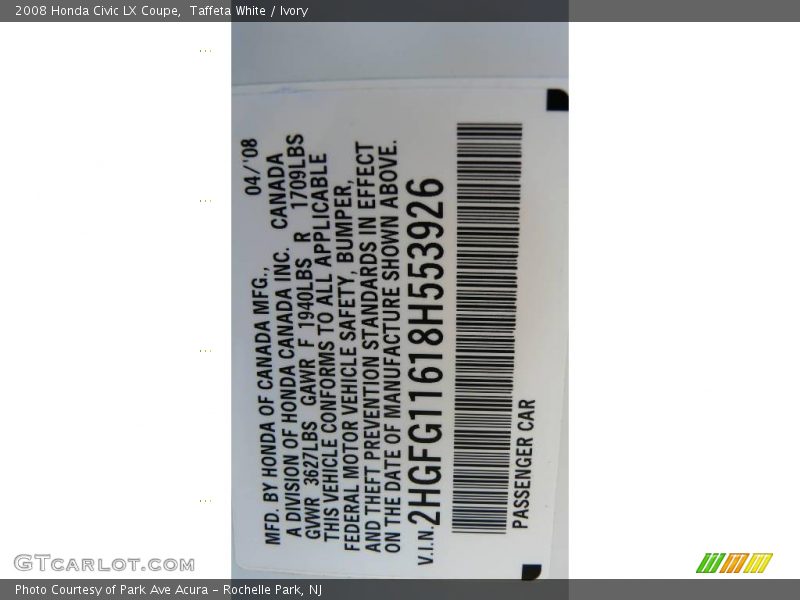 2008 Honda Civic LX Coupe, Taffeta White / Ivory
MFD. BY HONDA OF CANADA MFG., 04/'08
A DIVISION OF HONDA CANADA INC. CANADA
GVWR 3627LBS GAWR F 1940LBS R 1709LBS
THIS VEHICLE CONFORMS TO ALL APPLICABLE
FEDERAL MOTOR VEHICLE SAFETY, BUMPER,
AND THEFT PREVENTION STANDARDS IN EFFECT
ON THE DATE OF MANUFACTURE SHOWN ABOVE.
V.I.N. 2HGFG11618H553926
PASSENGER CAR
GTCARLOT.COM
Photo Courtesy of Park Ave Acura - Rochelle Park, NJ